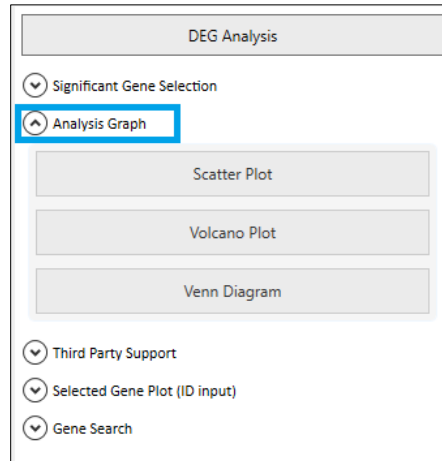 DEG Analysis
Significant Gene Selection
Analysis Graph
Scatter Plot
Volcano Plot
Venn Diagram
Third Party Support
Selected Gene Plot (ID input)
Gene Search